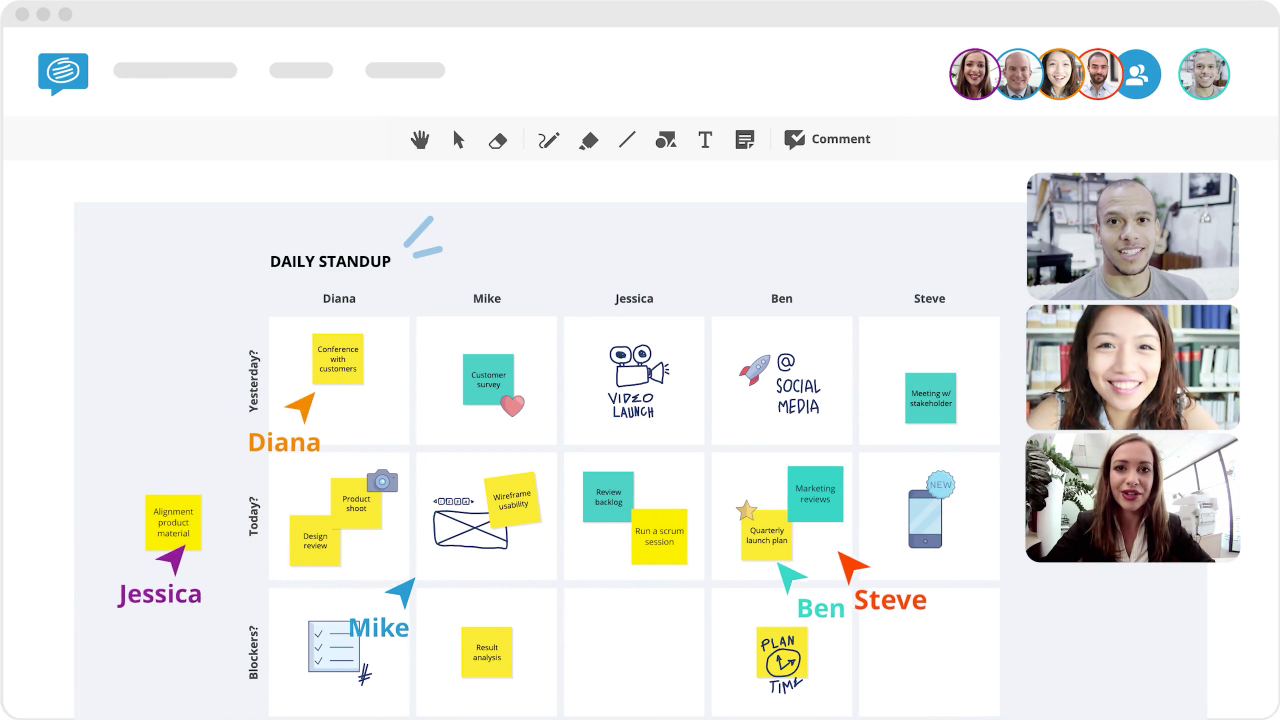 Comment
DAILY STANDUP
Diana
Mike
Jessica
Ben
Steve
Yesterday?
Conference
with
customers
Customer
survey
VIDEO
LAUNCH
@
SOCIAL
MEDIA
Meeting w/
stakeholder
Diana
Today?
Alignment
product
material
Jessica
Product
shoot
Design
review
Wireframe
usability
Review
backlog
Run a scrum
session
Marketing
reviews
Quarterly
launch plan
NEW
Mike
Ben
Steve
Blockers?
#
Result
analysis
PLAN
TIME